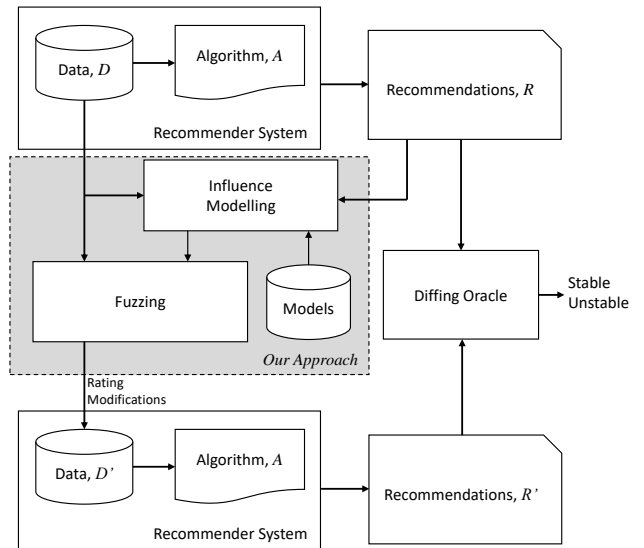 Data, D
Algorithm, A
Recommender System
Recommendations, R
Influence
Modelling
Fuzzing
Models
Our Approach
Diffing Oracle
Stable
Unstable
Rating
Modifications
Data, D’
Algorithm, A
Recommender System
Recommendations, R’